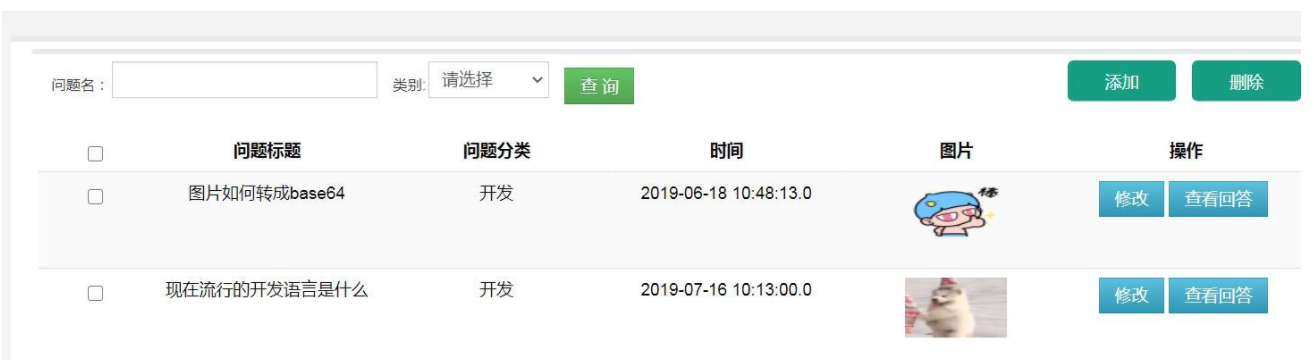 问题名： 类别: 请选择 查 询 添加 删除
问题标题 问题分类 时间 图片 操作
图片如何转成base64 开发 2019-06-18 10:48:13.0 修改 查看回答
现在流行的开发语言是什么 开发 2019-07-16 10:13:00.0 修改 查看回答